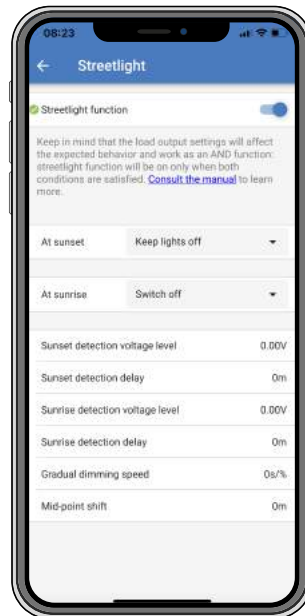 08:23
Streetlight
Streetlight function
Keep in mind that the load output settings will affect
the expected behavior and work as an AND function:
streetlight function will be on only when both
conditions are satisfied. Consult the manual to learn
more.
At sunset Keep lights off
At sunrise Switch off
Sunset detection voltage level 0.00V
Sunset detection delay 0m
Sunrise detection voltage level 0.00V
Sunrise detection delay 0m
Gradual dimming speed 0s/%
Mid-point shift 0m